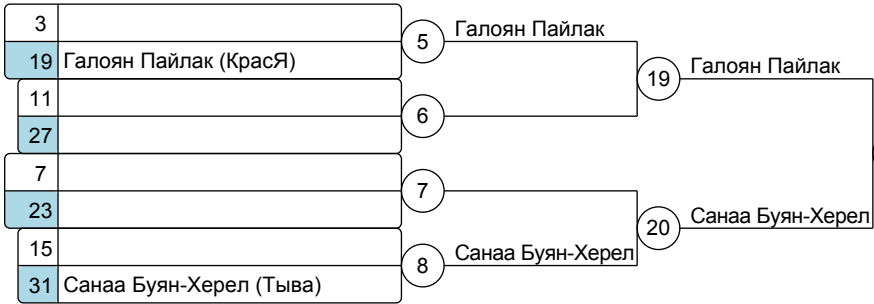 3
19 Галоян Пайлак (КрасЯ)
5 Галоян Пайлак
11
27
6
19 Галоян Пайлак
7
23
7
15
31 Санаа Буян-Херел (Тыва)
8 Санаа Буян-Херел
20 Санаа Буян-Херел